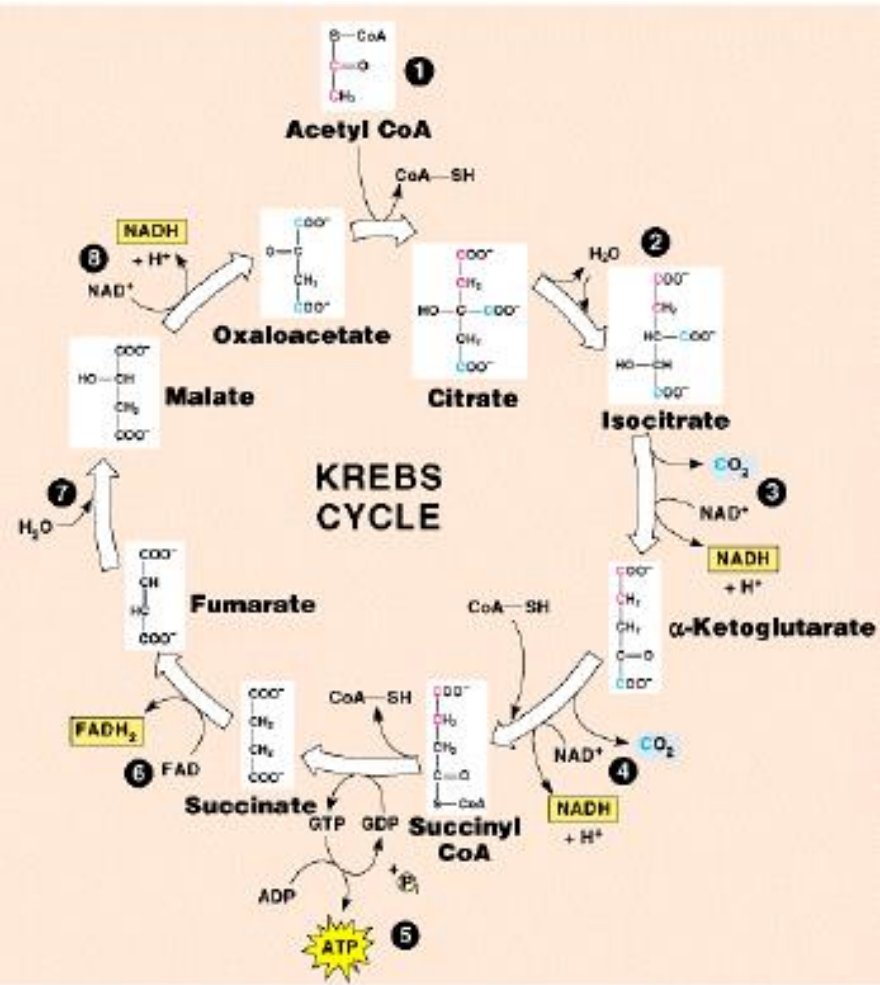 S—CoA
C=O
CH3
1
Acetyl CoA
CoA—SH
NADH
+ H+
8
NAD+
COO-
O=C
CH2
COO-
Oxaloacetate
COO-
CH2
HO—C—COO-
CH2
COO-
Citrate
H2O
2
COO-
CH2
HC—COO-
HO—CH
COO-
Isocitrate
COO-
HO—CH
CH2
COO-
Malate
KREBS
CYCLE
CO2
3
NAD+
NADH
+ H+
7
H2O
COO-
CH
HC
COO-
Fumarate
CoA—SH
COO-
CH2
CH2
C=O
COO-
α-Ketoglutarate
FADH2
6
FAD
COO-
CH2
CH2
COO-
Succinate
CoA—SH
COO-
CH2
CH2
C=O
S—CoA
Succinyl
CoA
NAD+
CO2
4
NADH
+ H+
GTP
GDP
+
Pi
ADP
ATP
5